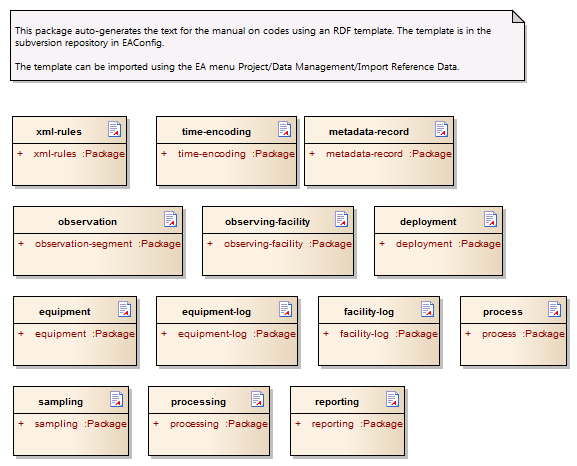 This package auto-generates the text for the manual on codes using an RDF template. The template is in the
subversion repository in EAConfig.
The template can be imported using the EA menu Project/Data Management/Import Reference Data.
xml-rules
+ xml-rules :Package
time-encoding
+ time-encoding :Package
metadata-record
+ metadata-record :Package
observation
+ observation-segment :Package
observing-facility
+ observing-facility :Package
deployment
+ deployment :Package
equipment
+ equipment :Package
equipment-log
+ equipment-log :Package
facility-log
+ facility-log :Package
process
+ process :Package
sampling
+ sampling :Package
processing
+ processing :Package
reporting
+ reporting :Package